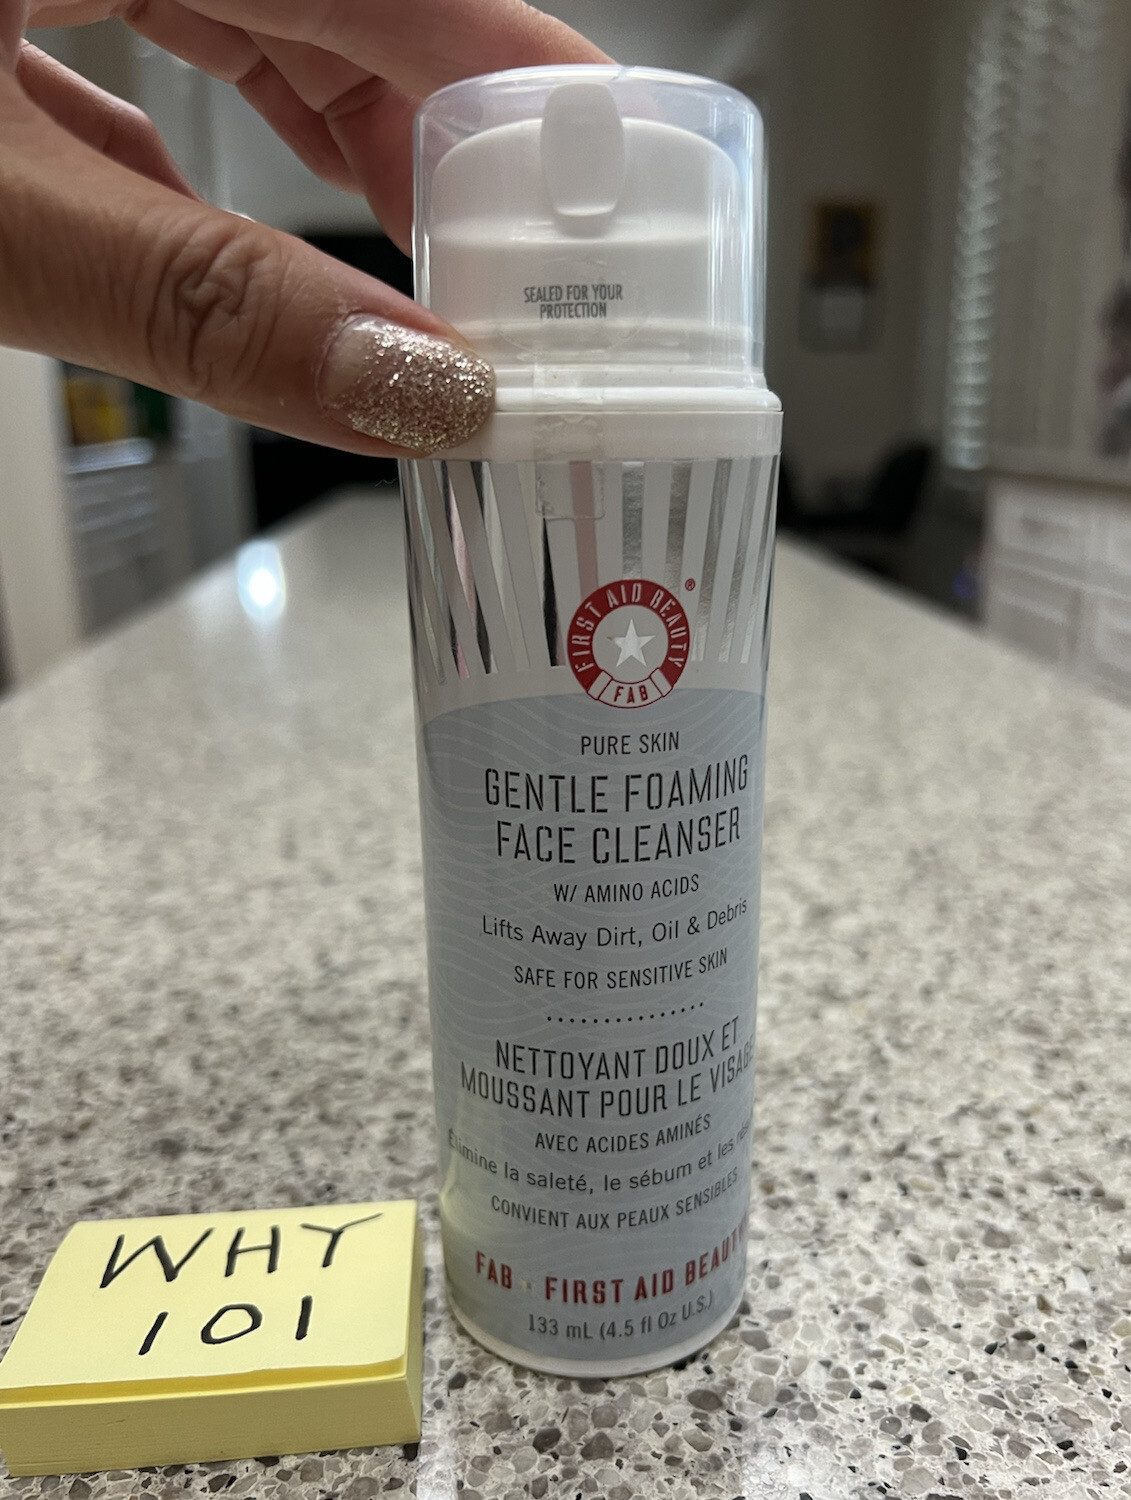 SEALED FOR YOUR
PROTECTION
FIRST AID BEAUTY
®
FAB
PURE SKIN
GENTLE FOAMING
FACE CLEANSER
W/ AMINO ACIDS
Lifts Away Dirt, Oil & Debris
SAFE FOR SENSITIVE SKIN
NETTOYANT DOUX ET
MOUSSANT POUR LE VISAGE
AVEC ACIDES AMINÉS
Élimine la saleté, le sébum et les
CONVIENT AUX PEAUX SENSIBLES
FAB · FIRST AID BEAUTY
133 mL (4.5 fl Oz U.S.)
WHY
101